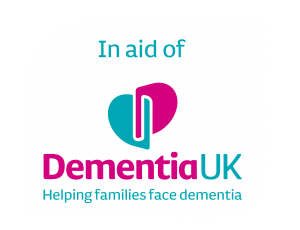 In aid of
DementiaUK
Helping families face dementia